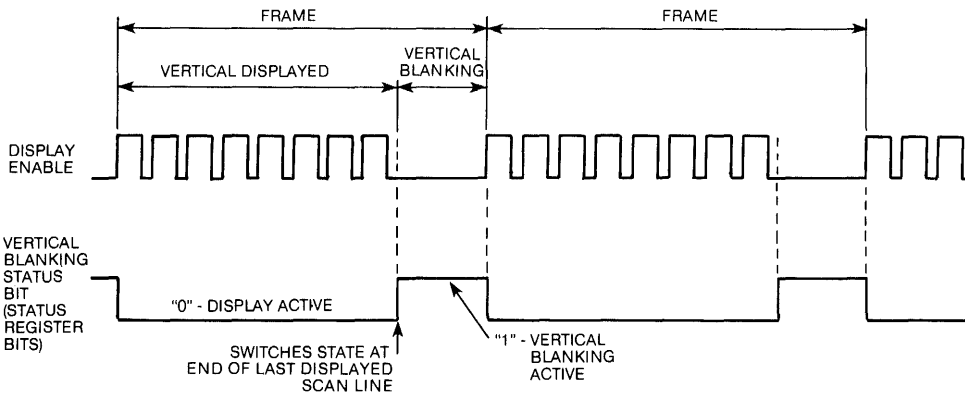 FRAME
FRAME
VERTICAL DISPLAYED
VERTICAL
BLANKING
DISPLAY
ENABLE
VERTICAL
BLANKING
STATUS
BIT
(STATUS
REGISTER
BITS)
"0" - DISPLAY ACTIVE
SWITCHES STATE AT
END OF LAST DISPLAYED
SCAN LINE
"1" - VERTICAL
BLANKING
ACTIVE